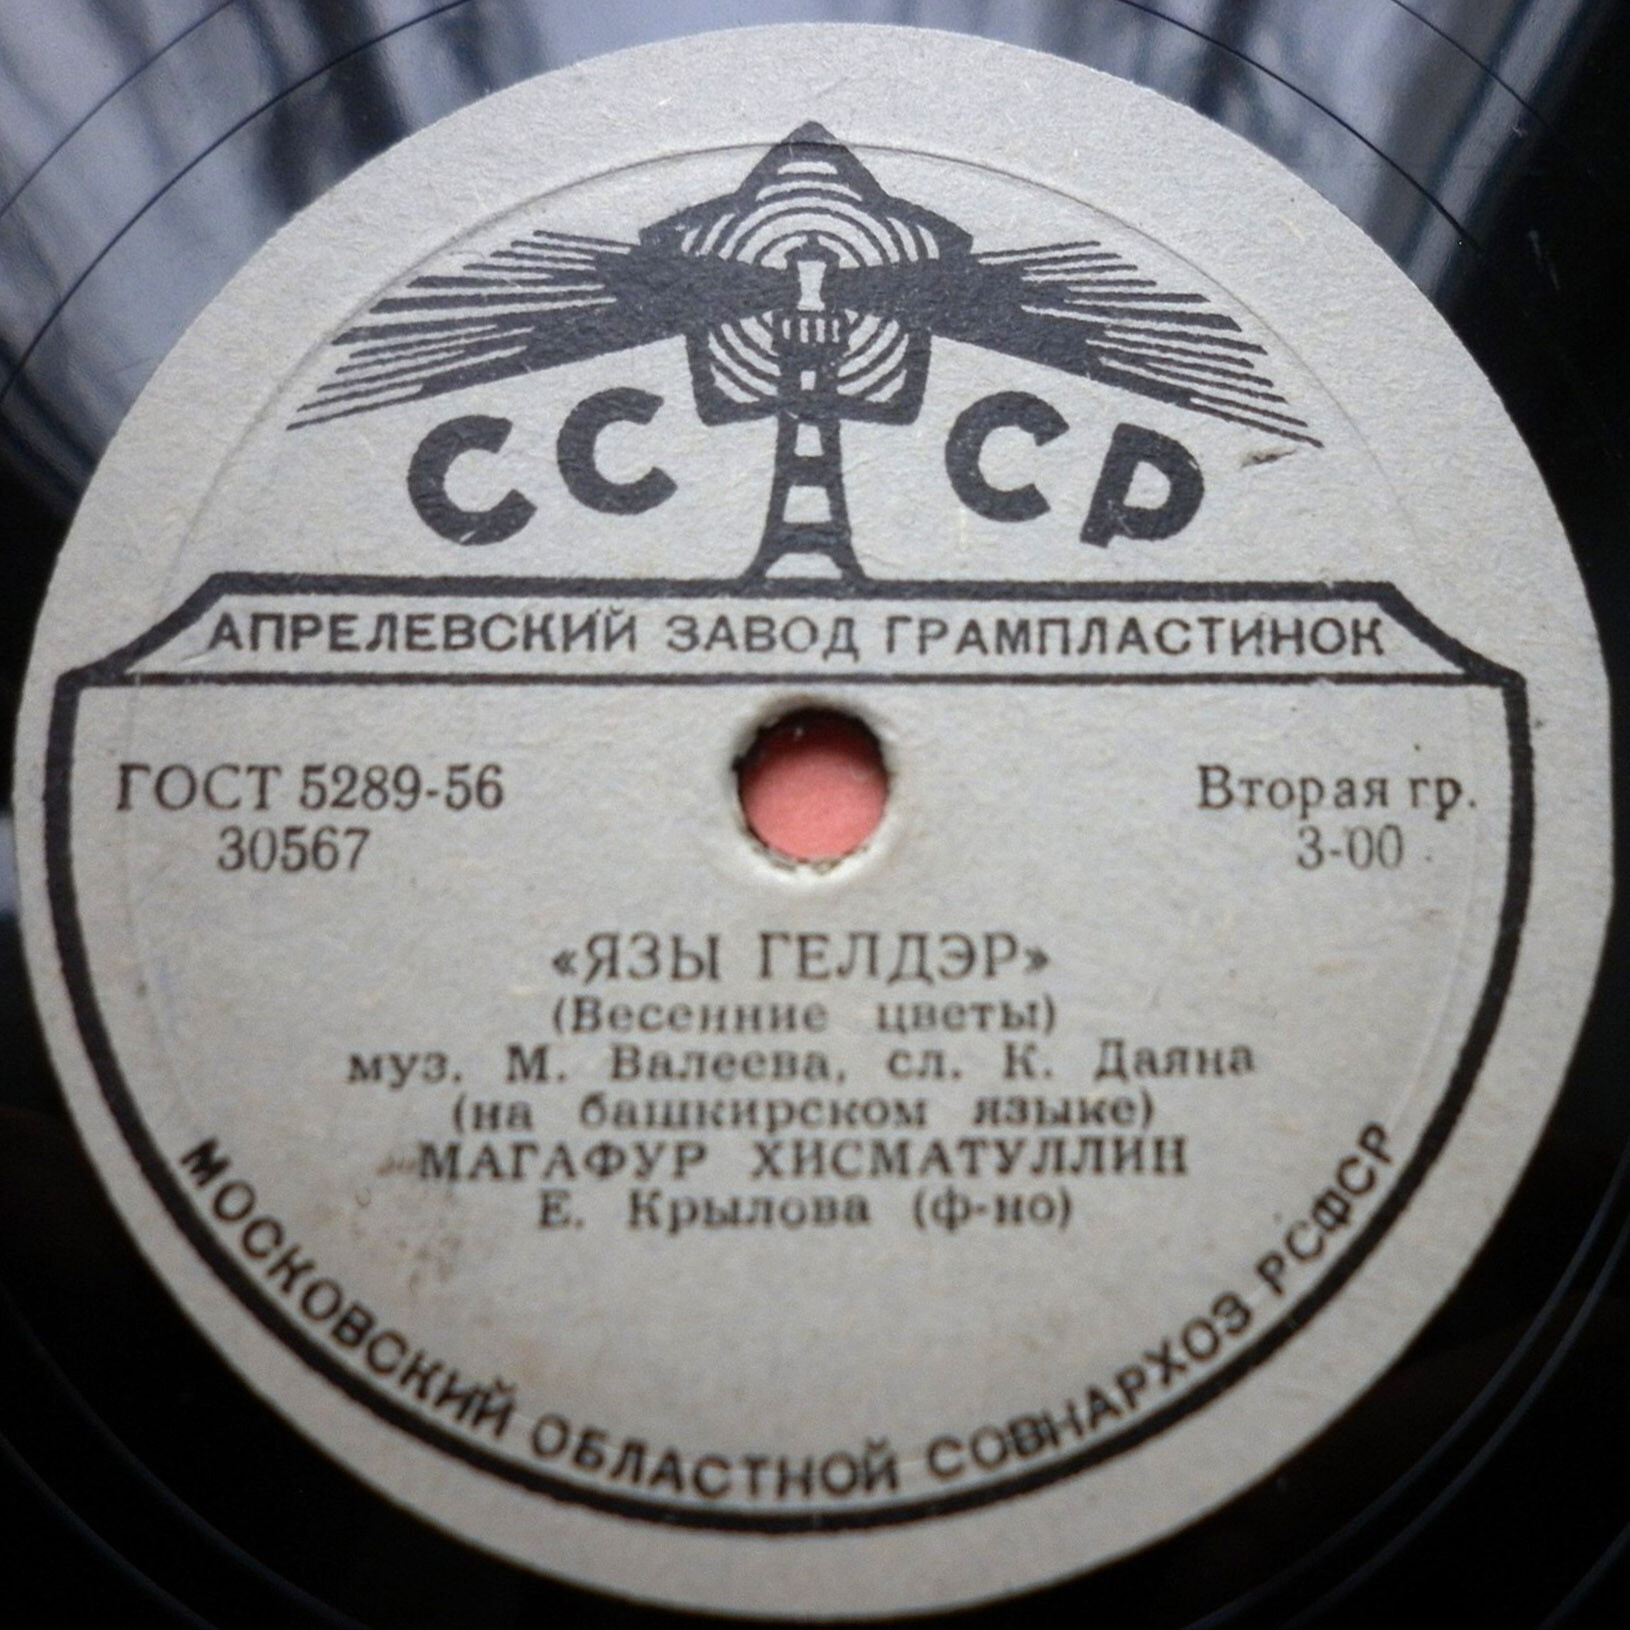 СССР
АПРЕЛЕВСКИЙ ЗАВОД ГРАМПЛАСТИНОК
ГОСТ 5289-56
30567
Вторая гр.
3-00
«ЯЗЫ ГЕЛДЭР»
(Весенние цветы)
муз. М. Валеева, сл. К. Даяна
(на башкирском языке)
МАГАФУР ХИСМАТУЛЛИН
Е. Крылова (ф-но)
МОСКОВСКИЙ ОБЛАСТНОЙ СОВНАРХОЗ РСФСР